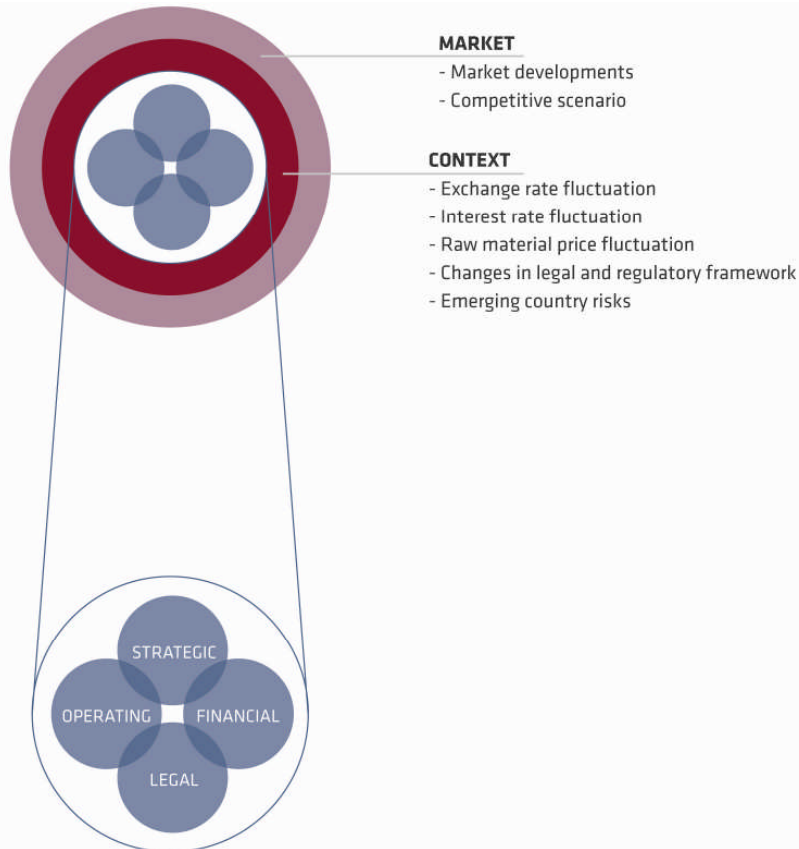 MARKET
- Market developments
- Competitive scenario
CONTEXT
- Exchange rate fluctuation
- Interest rate fluctuation
- Raw material price fluctuation
- Changes in legal and regulatory framework
- Emerging country risks
STRATEGIC
OPERATING
FINANCIAL
LEGAL